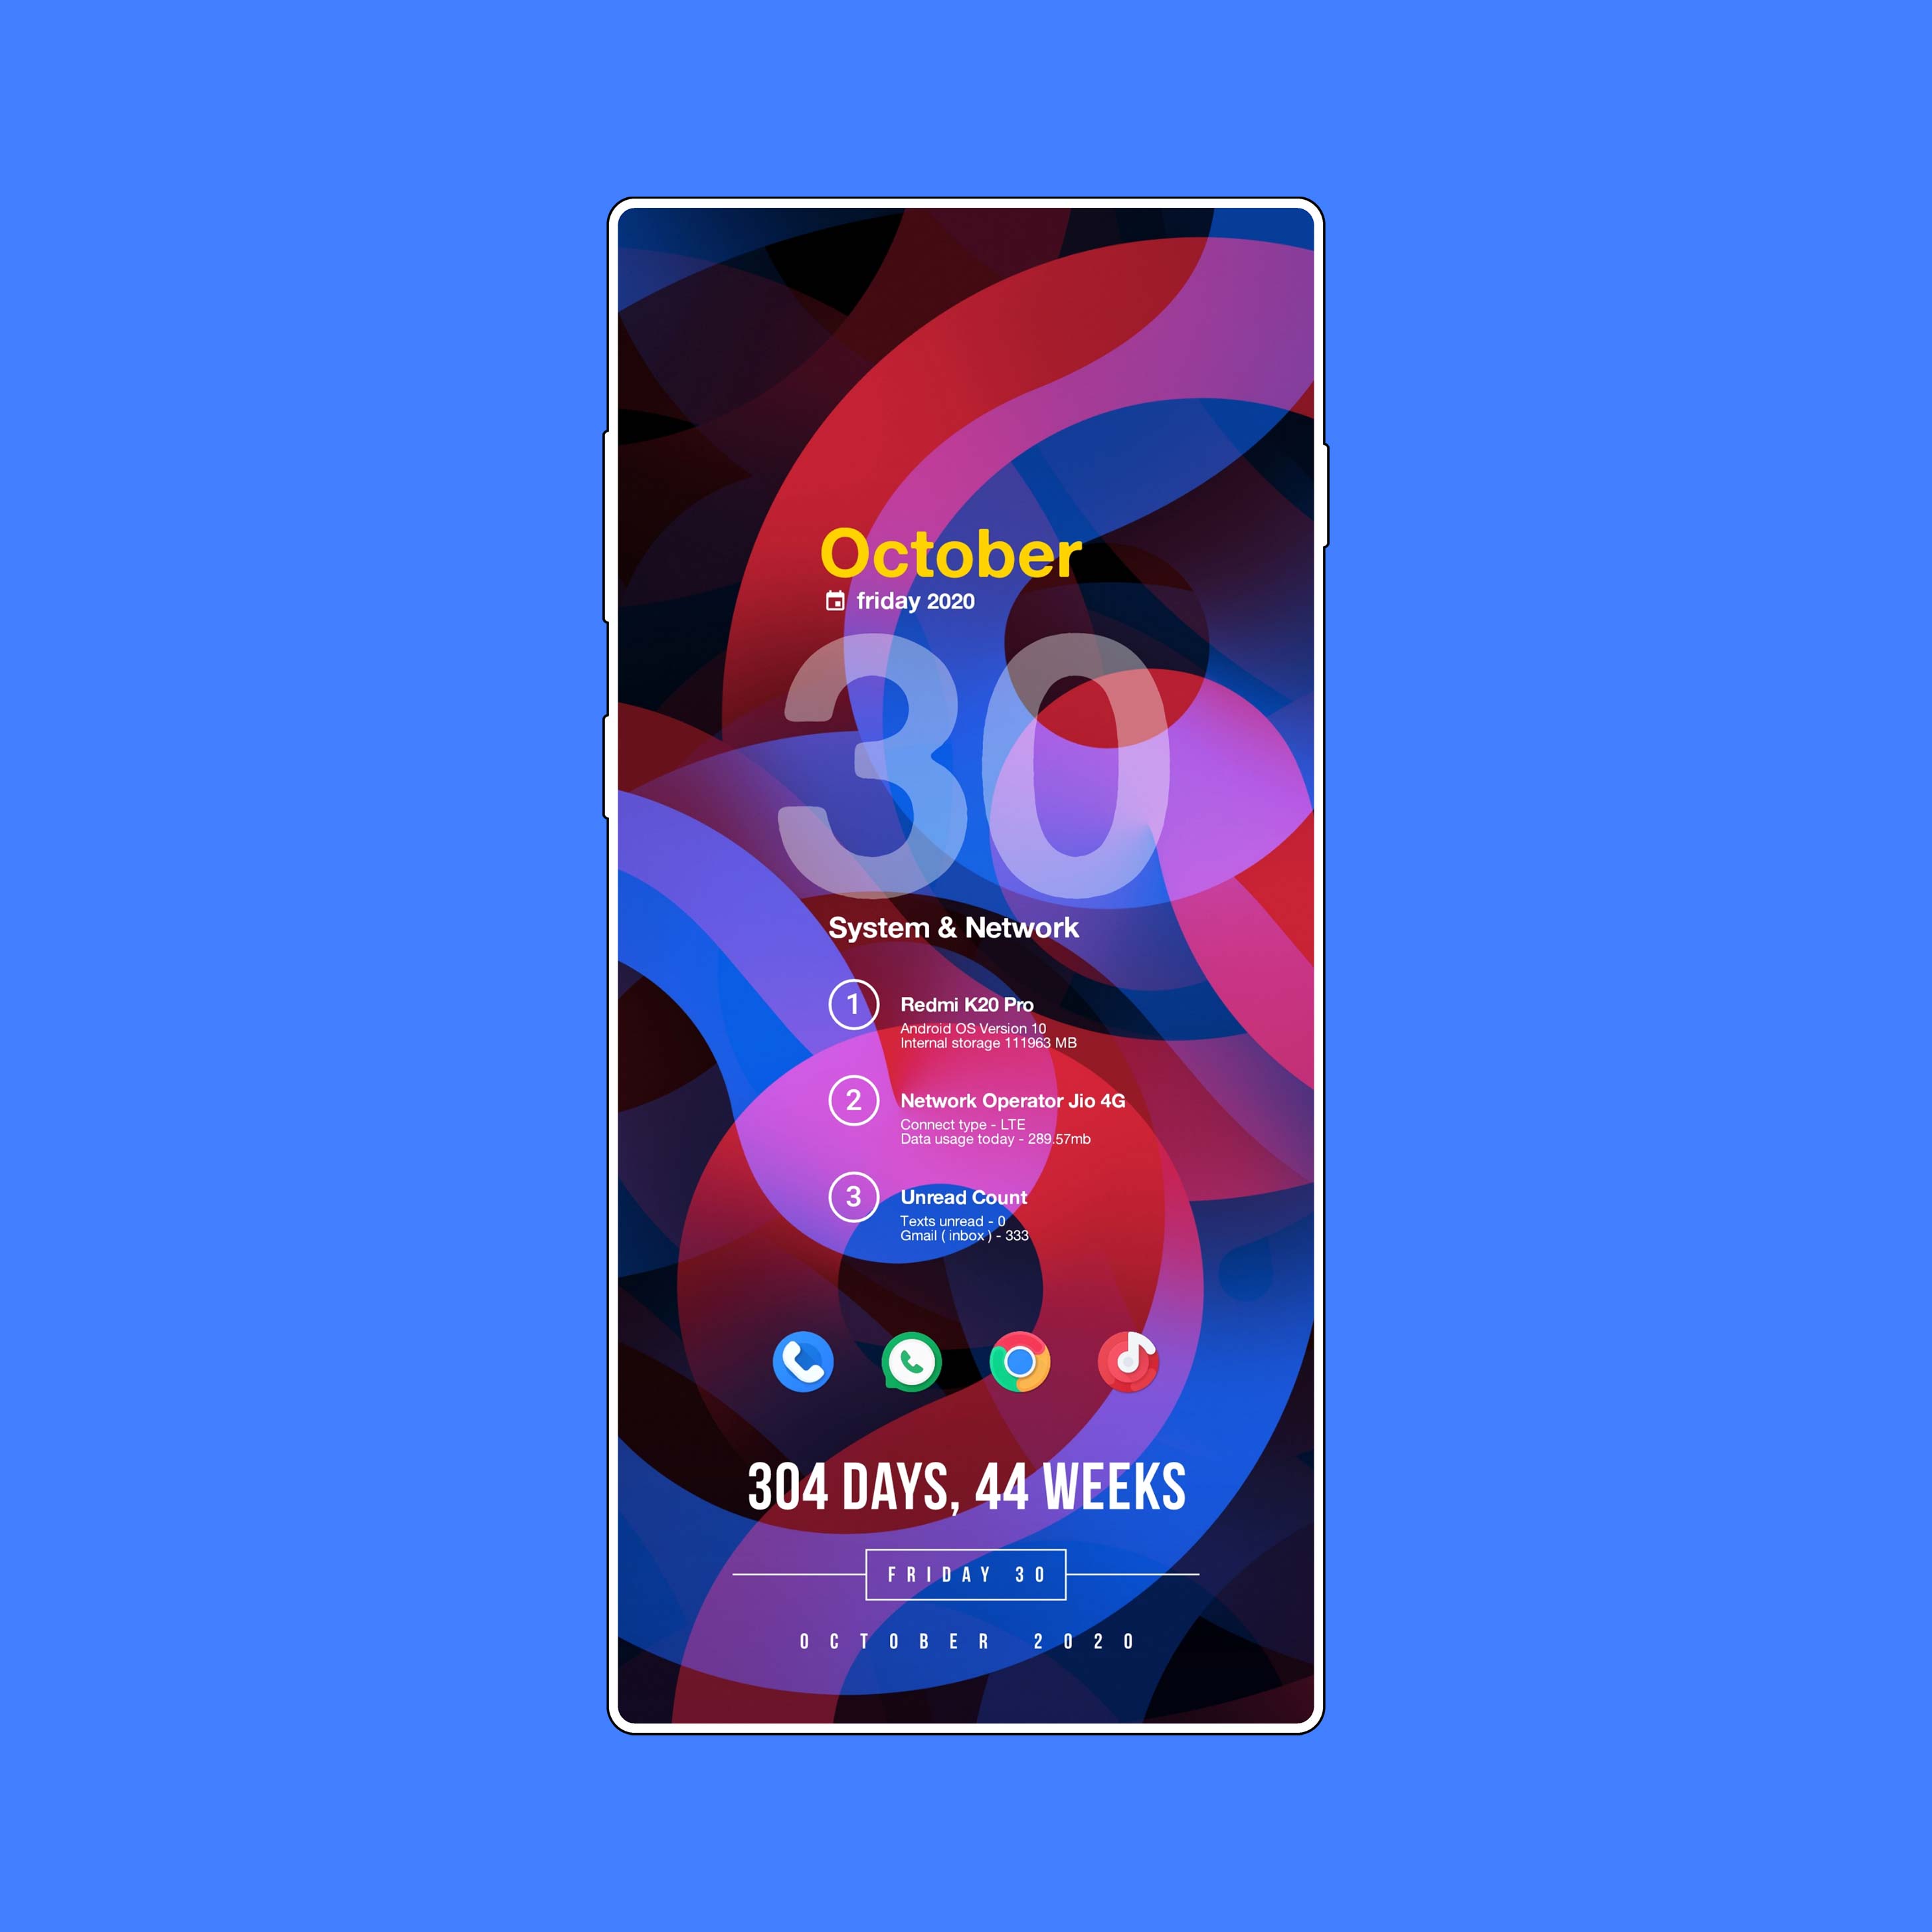 October
friday 2020
30
System & Network
1
Redmi K20 Pro
Android OS Version 10
Internal storage 111963 MB
2
Network Operator Jio 4G
Connect type - LTE
Data usage today - 289.57mb
3
Unread Count
Texts unread - 0
Gmail ( inbox ) - 333
304 DAYS, 44 WEEKS
FRIDAY 30
OCTOBER 2020